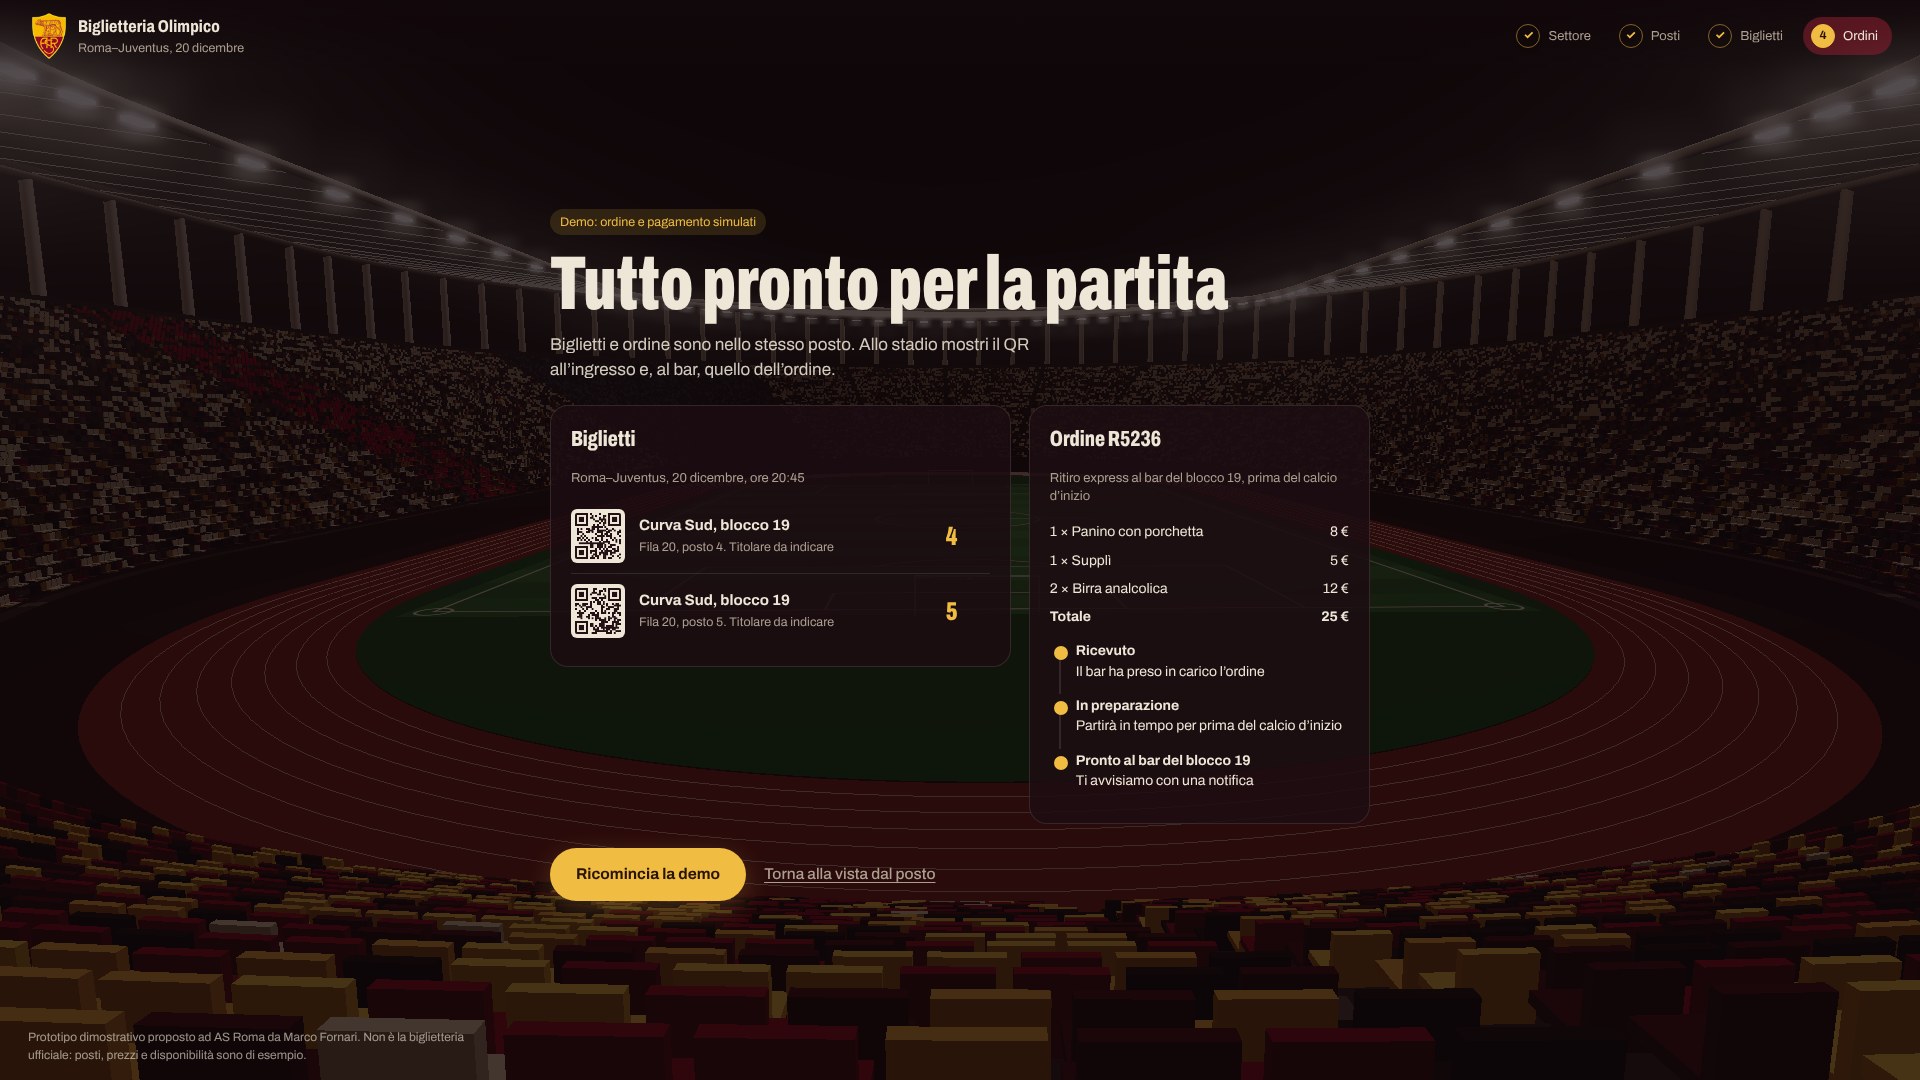 Biglietteria Olimpico
Roma–Juventus, 20 dicembre
Settore
Posti
Biglietti
4 Ordini
Demo: ordine e pagamento simulati
Tutto pronto per la partita
Biglietti e ordine sono nello stesso posto. Allo stadio mostri il QR
all’ingresso e, al bar, quello dell’ordine.
Biglietti
Roma–Juventus, 20 dicembre, ore 20:45
Curva Sud, blocco 19
Fila 20, posto 4. Titolare da indicare
4
Curva Sud, blocco 19
Fila 20, posto 5. Titolare da indicare
5
Ordine R5236
Ritiro express al bar del blocco 19, prima del calcio
d’inizio
1 × Panino con porchetta 8 €
1 × Supplì 5 €
2 × Birra analcolica 12 €
Totale 25 €
Ricevuto
Il bar ha preso in carico l’ordine
In preparazione
Partirà in tempo per prima del calcio d’inizio
Pronto al bar del blocco 19
Ti avvisiamo con una notifica
Ricomincia la demo
Torna alla vista dal posto
Prototipo dimostrativo proposto ad AS Roma da Marco Fornari. Non è la biglietteria
ufficiale: posti, prezzi e disponibilità sono di esempio.